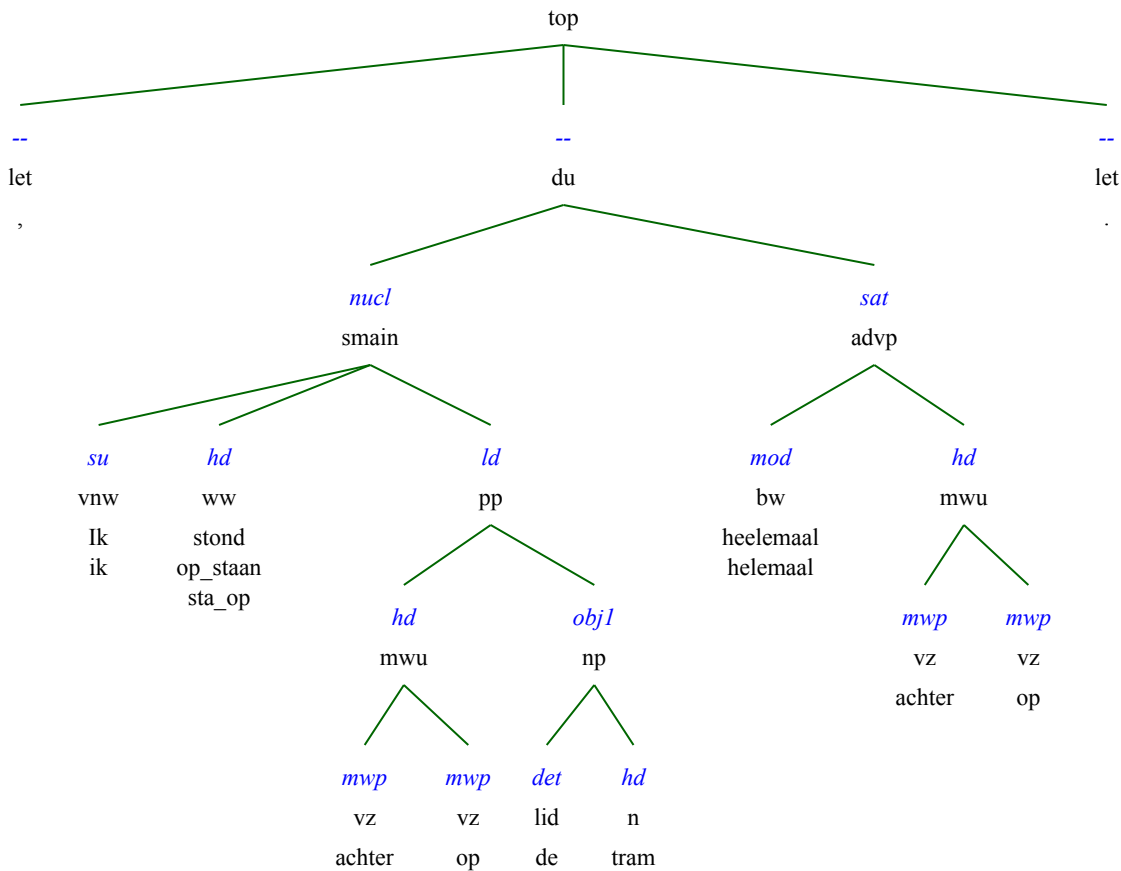 top
-- -- --
let du let
, .
nucl sat
smain advp
su hd ld mod hd
vnw ww pp bw mwu
Ik stond heelemaal
ik op_staan helemaal
sta_op
hd obj1 mwp mwp
mwu np vz vz
achter op
mwp mwp det hd
vz vz lid n
achter op de tram